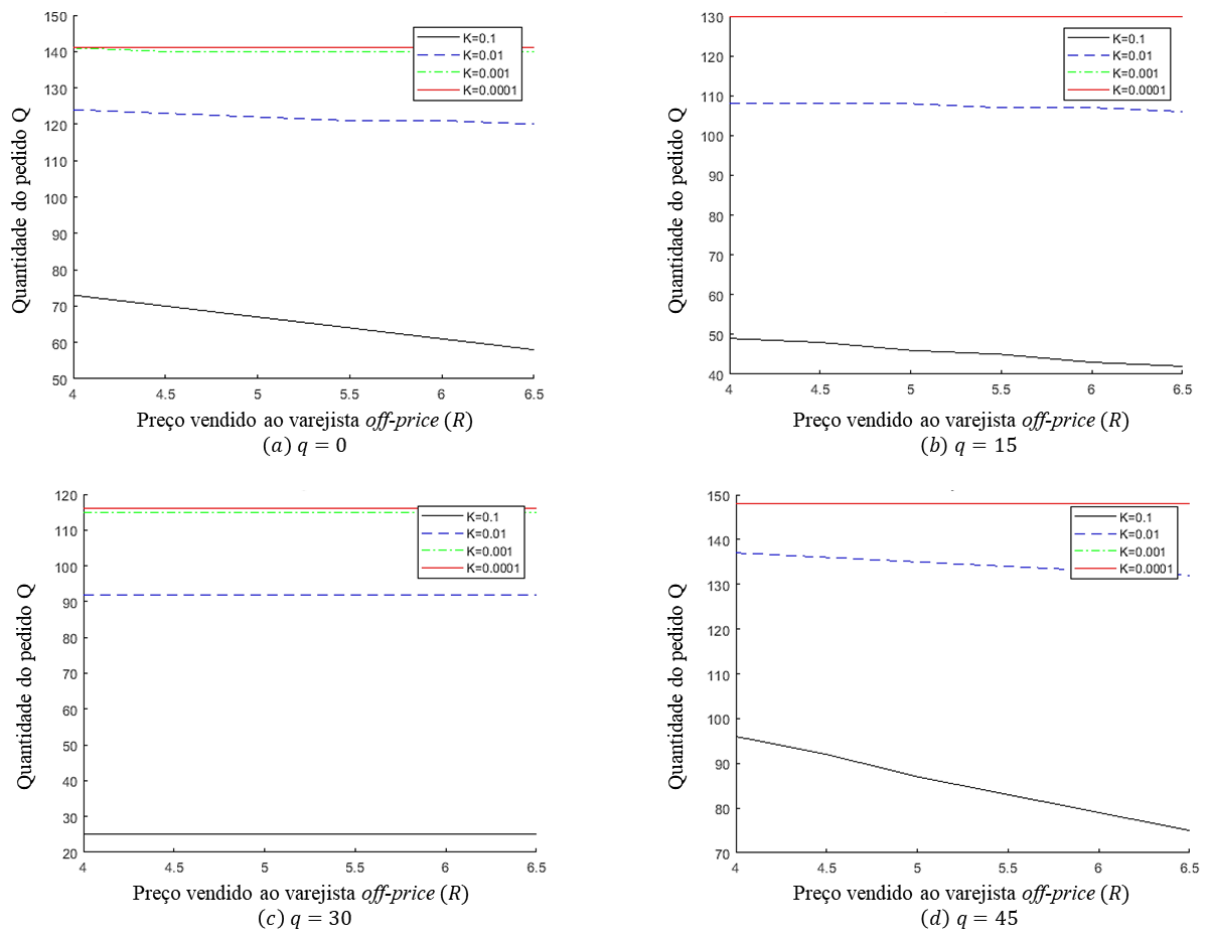 150
140
130
120
110
100
90
80
70
60
50
4
4.5
5
5.5
6
6.5
K=0.1
K=0.01
K=0.001
K=0.0001
Quantidade do pedido Q
Preço vendido ao varejista off-price (R)
(a) q = 0
130
120
110
100
90
80
70
60
50
40
4
4.5
5
5.5
6
6.5
K=0.1
K=0.01
K=0.001
K=0.0001
Quantidade do pedido Q
Preço vendido ao varejista off-price (R)
(b) q = 15
120
110
100
90
80
70
60
50
40
30
20
4
4.5
5
5.5
6
6.5
K=0.1
K=0.01
K=0.001
K=0.0001
Quantidade do pedido Q
Preço vendido ao varejista off-price (R)
(c) q = 30
150
140
130
120
110
100
90
80
70
4
4.5
5
5.5
6
6.5
K=0.1
K=0.01
K=0.001
K=0.0001
Quantidade do pedido Q
Preço vendido ao varejista off-price (R)
(d) q = 45